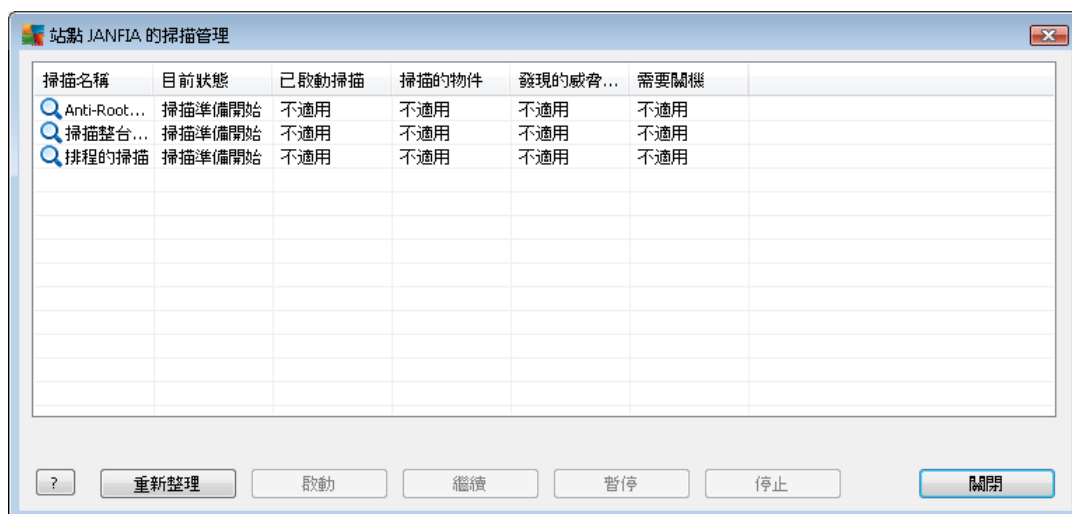 站點 JANFIA 的掃描管理
掃描名稱 目前狀態 已啟動掃描 掃描的物件 發現的威脅... 需要關機
Anti-Root... 掃描準備開始 不適用 不適用 不適用 不適用
掃描整台... 掃描準備開始 不適用 不適用 不適用 不適用
排程的掃描 掃描準備開始 不適用 不適用 不適用 不適用
? 重新整理 啟動 繼續 暫停 停止 關閉